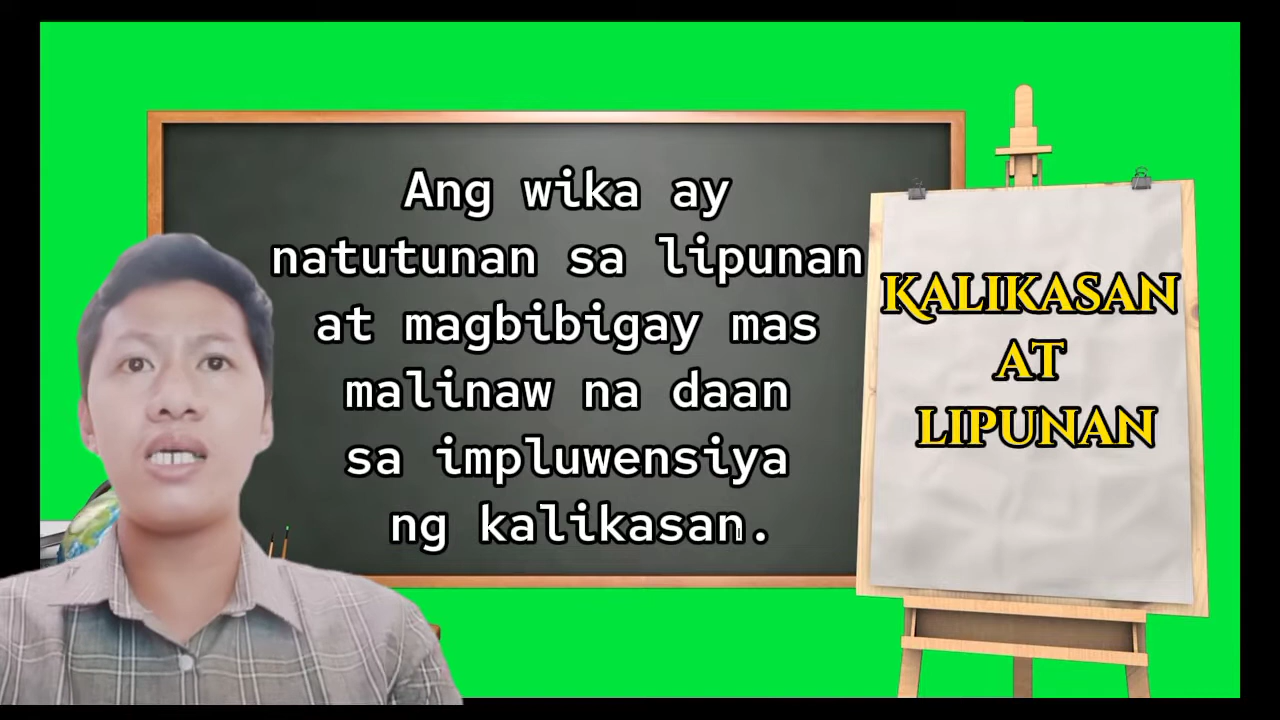 Ang wika ay
natutunan sa lipunan
at magbibigay mas
malinaw na daan
sa impluwensiya
ng kalikasan.
KALIKASAN
AT
LIPUNAN